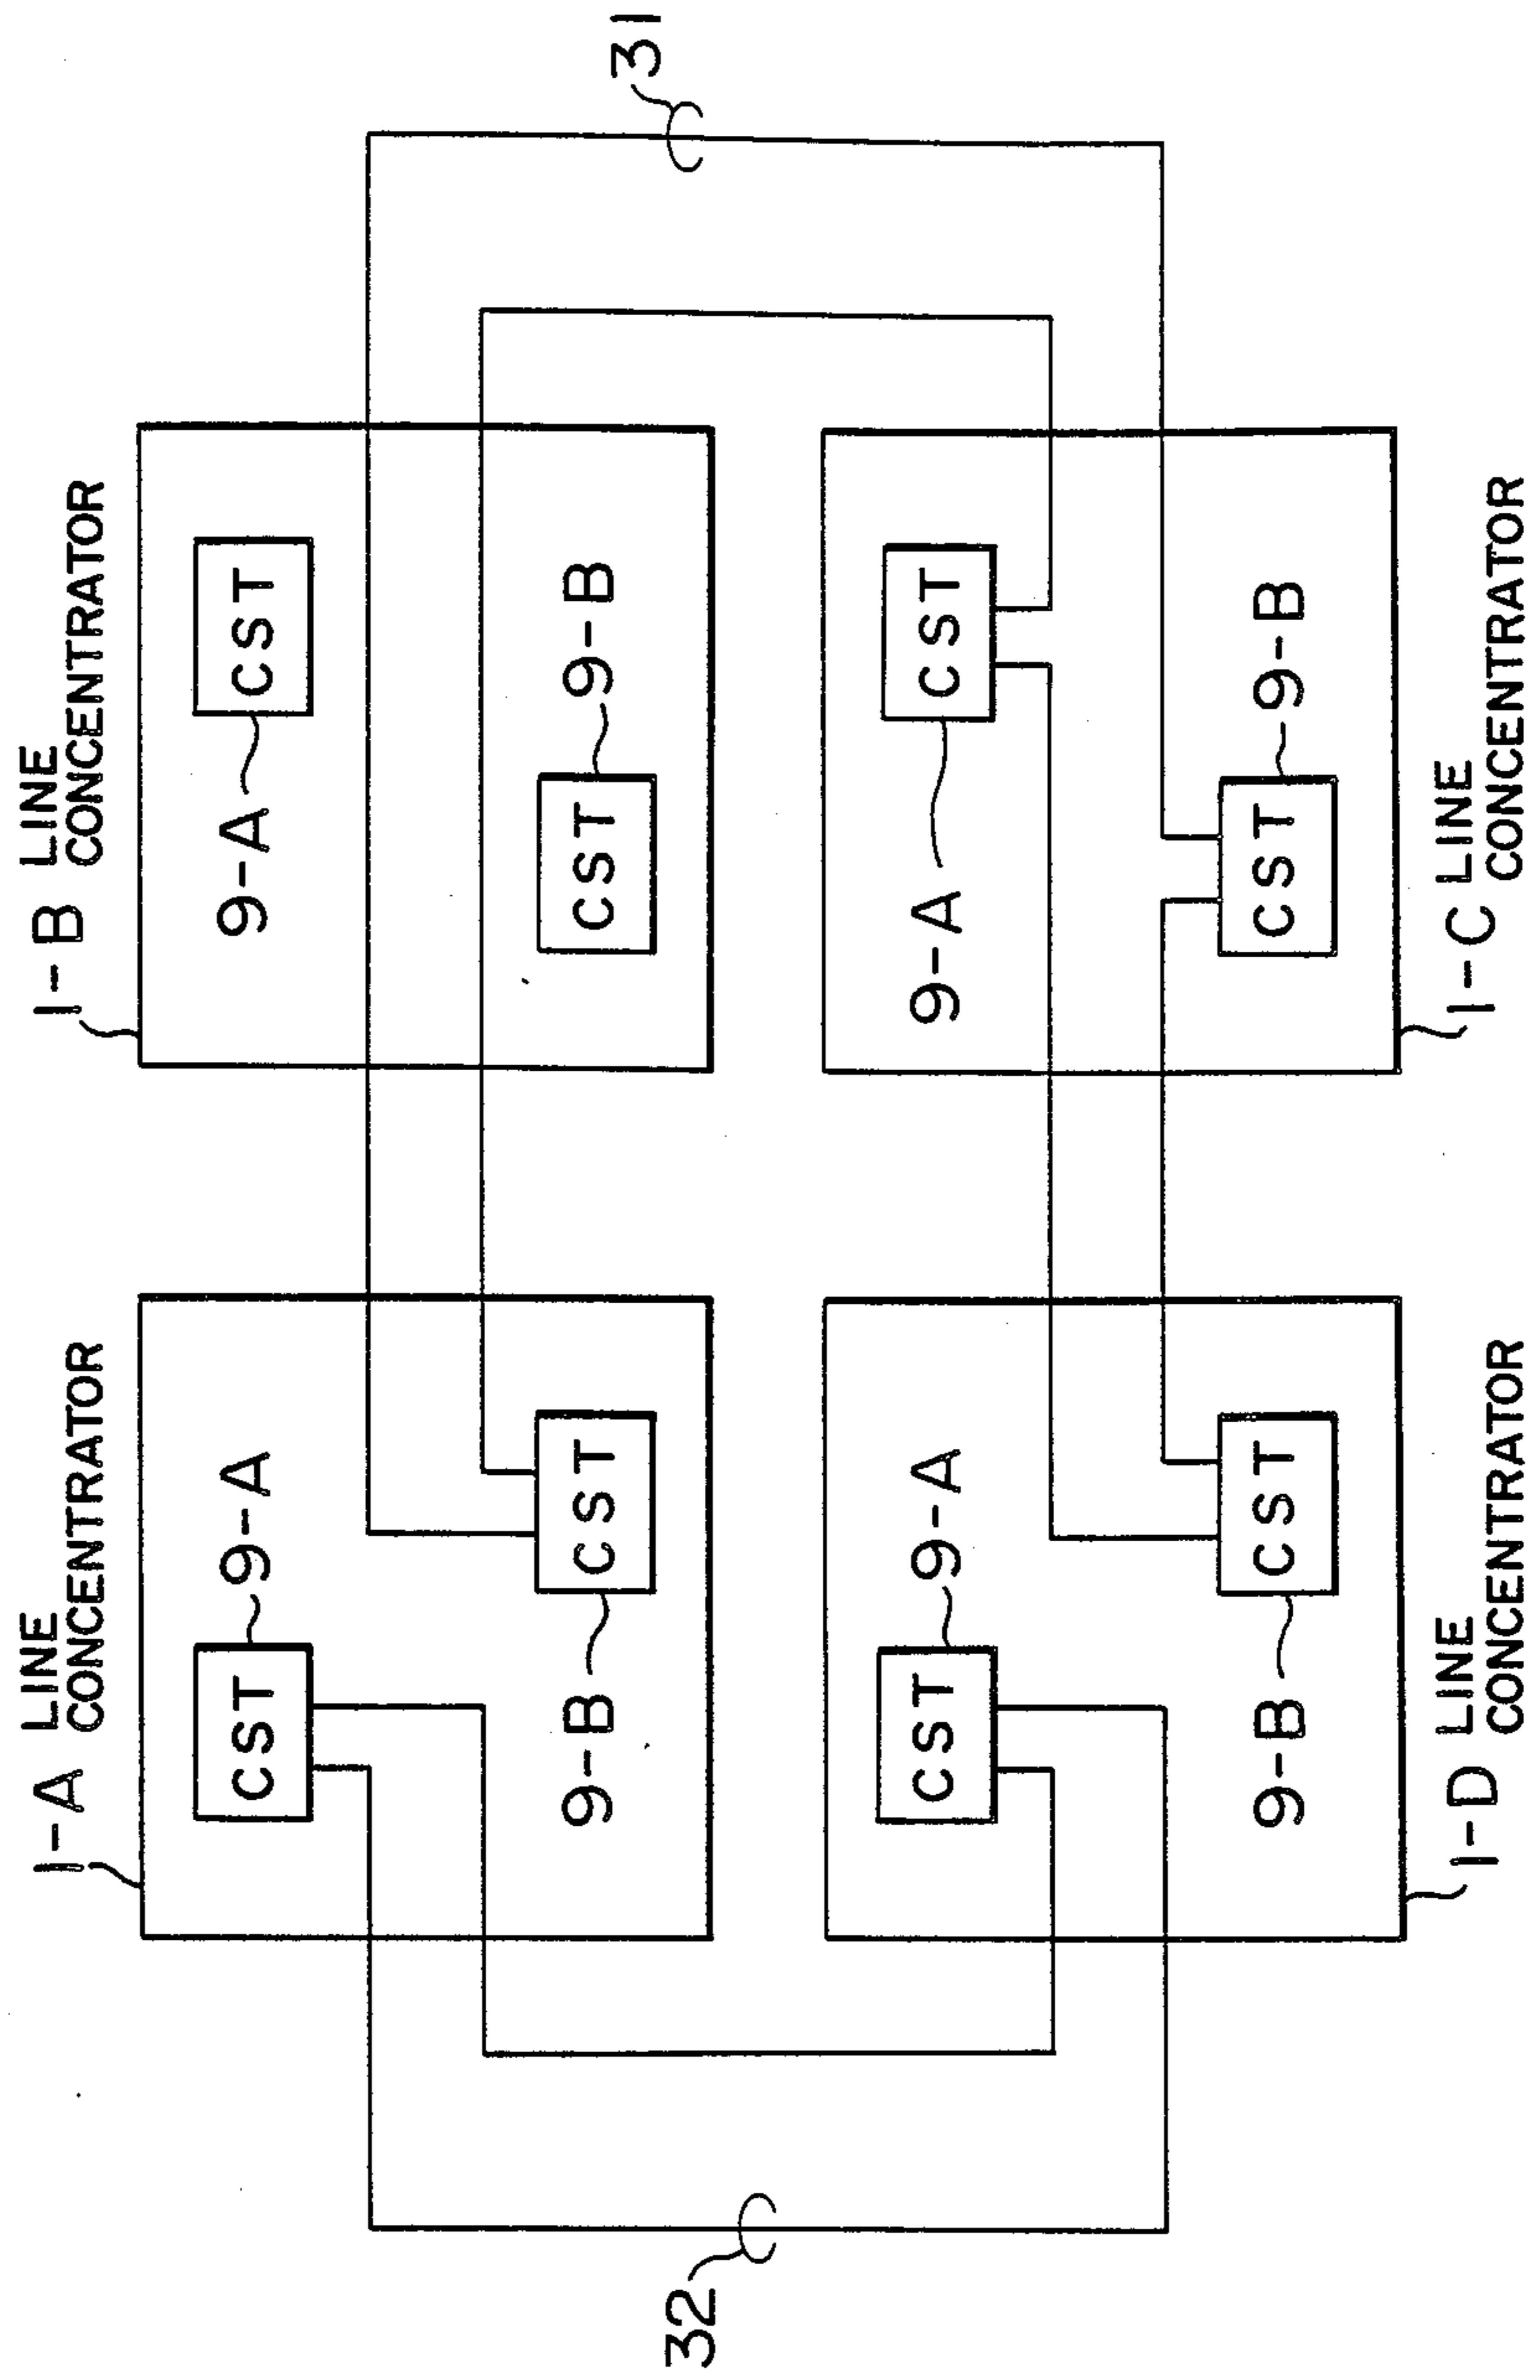 1-A LINE
CONCENTRATOR
1-B LINE
CONCENTRATOR
CST
9-A
9-A
CST
CST
9-B
9-B
CST
32
31
CST
9-A
9-A
CST
9-B
CST
CST
9-B
1-D LINE
CONCENTRATOR
1-C LINE
CONCENTRATOR